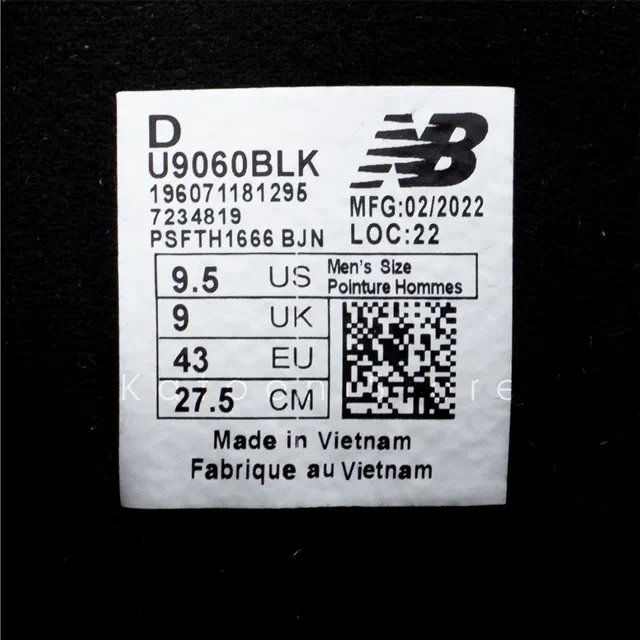 D
U9060BLK
196071181295
7234819
PSFTH1666 BJN
NB
MFG:02/2022
LOC:22
9.5 US Men's Size
Pointure Hommes
9 UK
43 EU
27.5 CM
Made in Vietnam
Fabrique au Vietnam